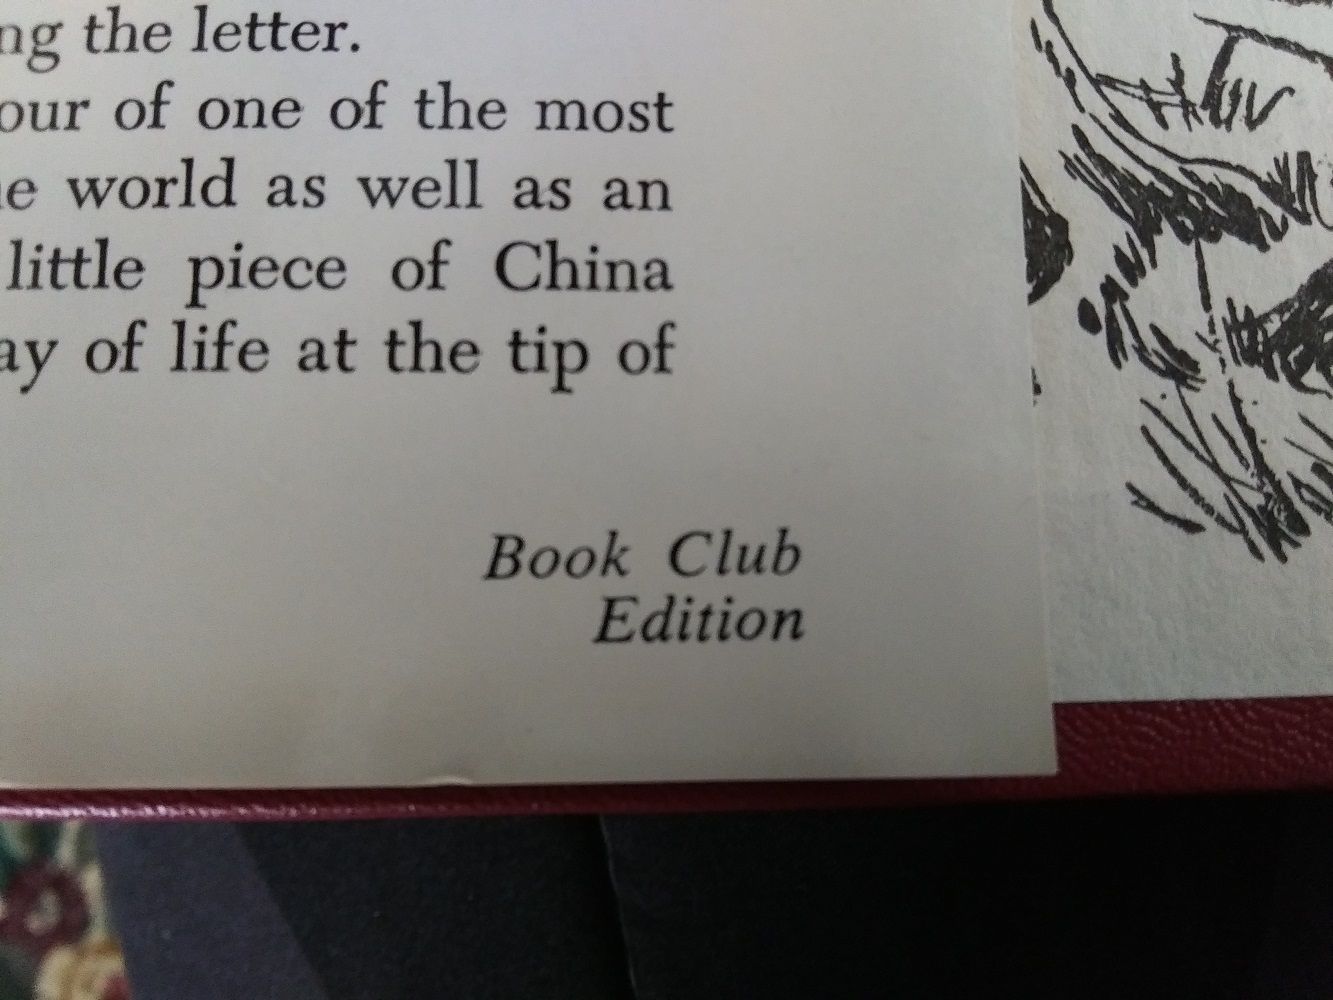 ng the letter.
our of one of the most
e world as well as an
little piece of China
ay of life at the tip of
Book Club
Edition